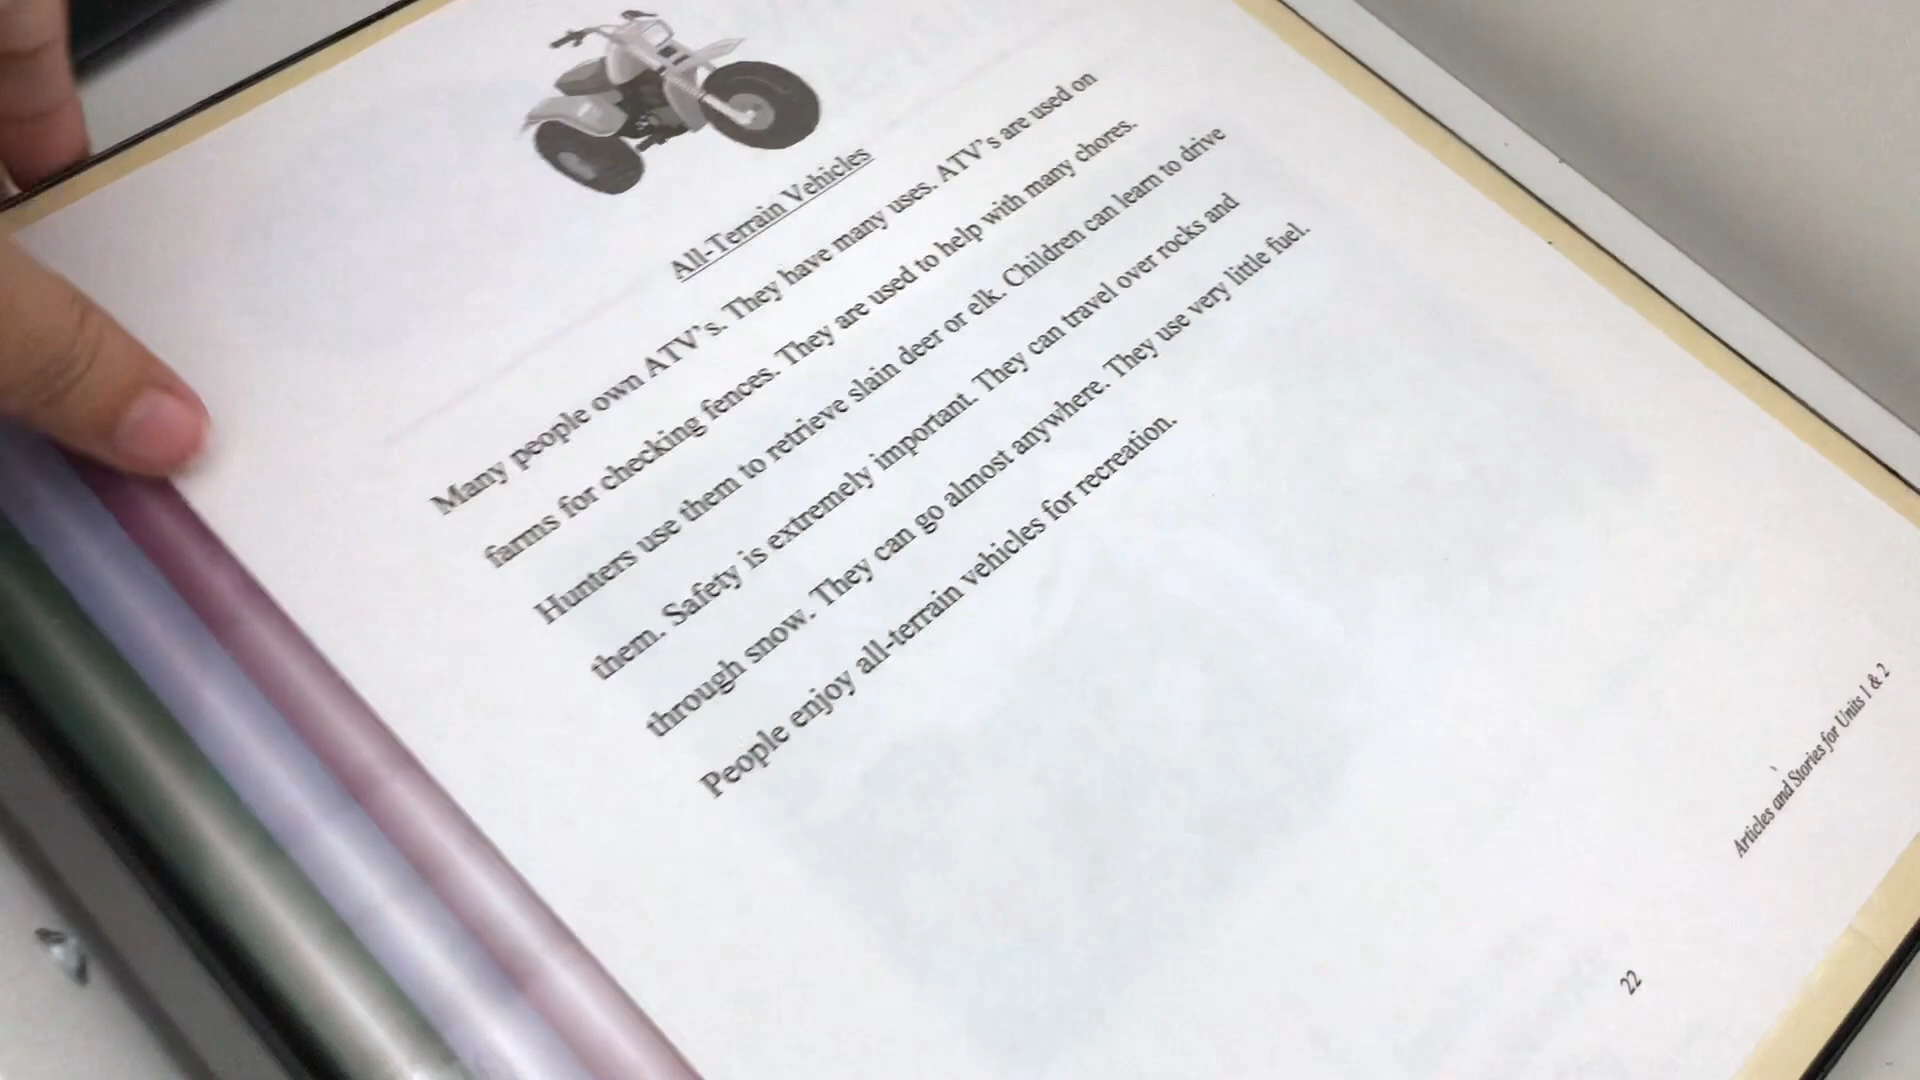 All-Terrain Vehicles
Many people own ATV's. They have many uses. ATV's are used on
farms for checking fences. They are used to help with many chores.
Hunters use them to retrieve slain deer or elk. Children can learn to drive
them. Safety is extremely important. They can travel over rocks and
through snow. They can go almost anywhere. They use very little fuel.
People enjoy all-terrain vehicles for recreation.
Articles and Stories for Units 1 & 2
22